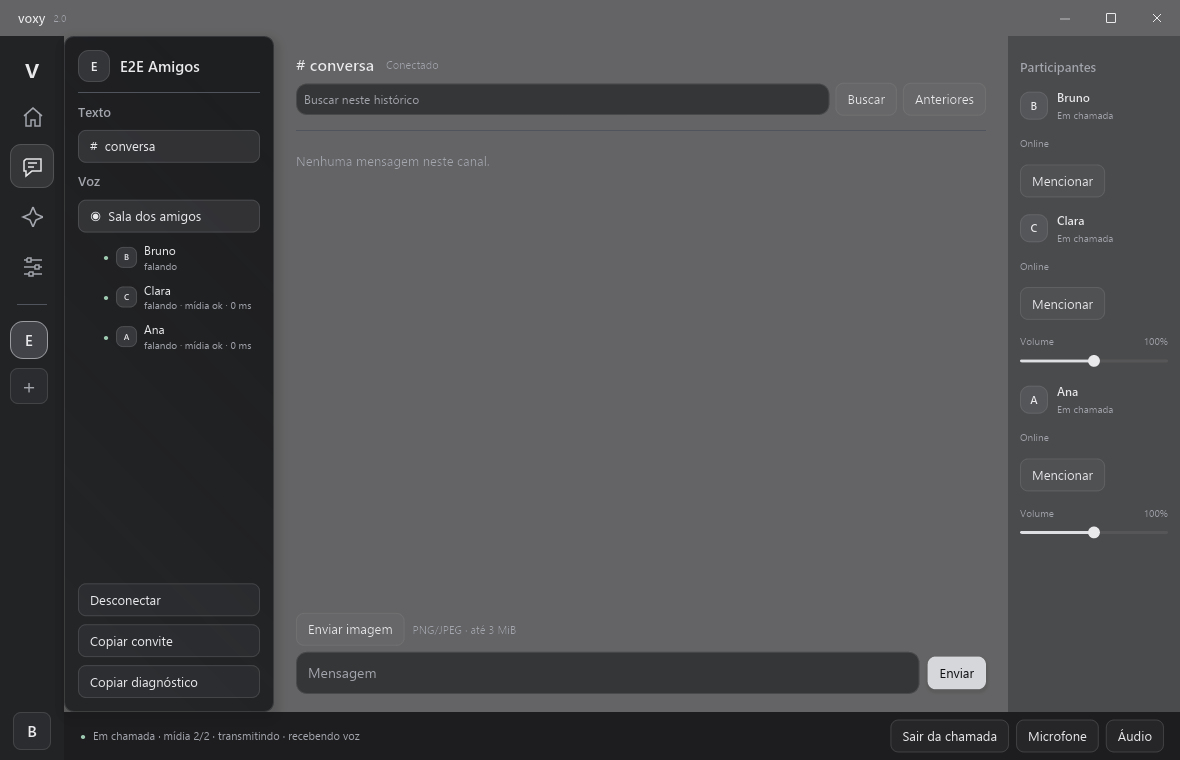 voxy 2.0
V
E
+
B
E E2E Amigos
Texto
# conversa
Voz
Sala dos amigos
B Bruno
falando
C Clara
falando · mídia ok · 0 ms
A Ana
falando · mídia ok · 0 ms
Desconectar
Copiar convite
Copiar diagnóstico
# conversa Conectado
Buscar neste histórico
Buscar
Anteriores
Nenhuma mensagem neste canal.
Enviar imagem PNG/JPEG · até 3 MiB
Mensagem
Enviar
Participantes
B Bruno
Em chamada
Online
Mencionar
C Clara
Em chamada
Online
Mencionar
Volume 100%
A Ana
Em chamada
Online
Mencionar
Volume 100%
Em chamada · mídia 2/2 · transmitindo · recebendo voz
Sair da chamada
Microfone
Áudio